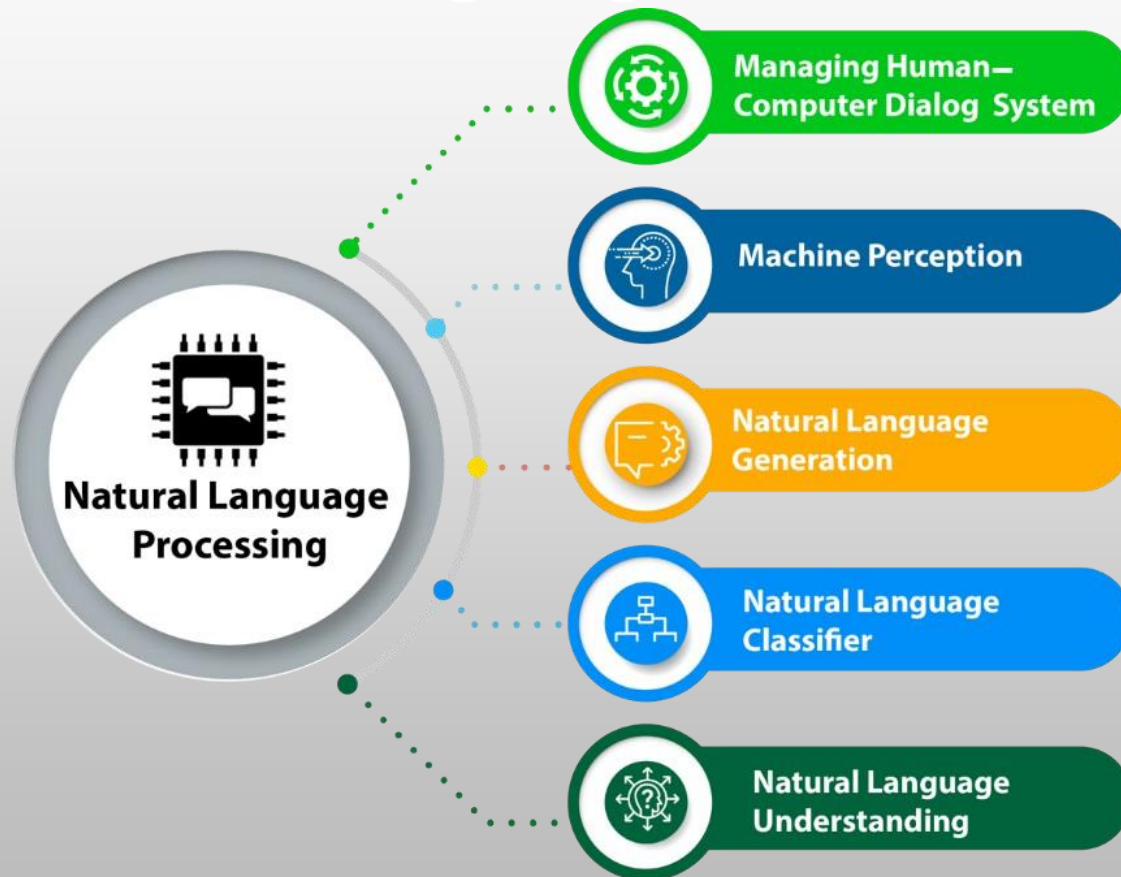 Natural Language
Processing
Managing Human–
Computer Dialog System
Machine Perception
Natural Language
Generation
Natural Language
Classifier
Natural Language
Understanding